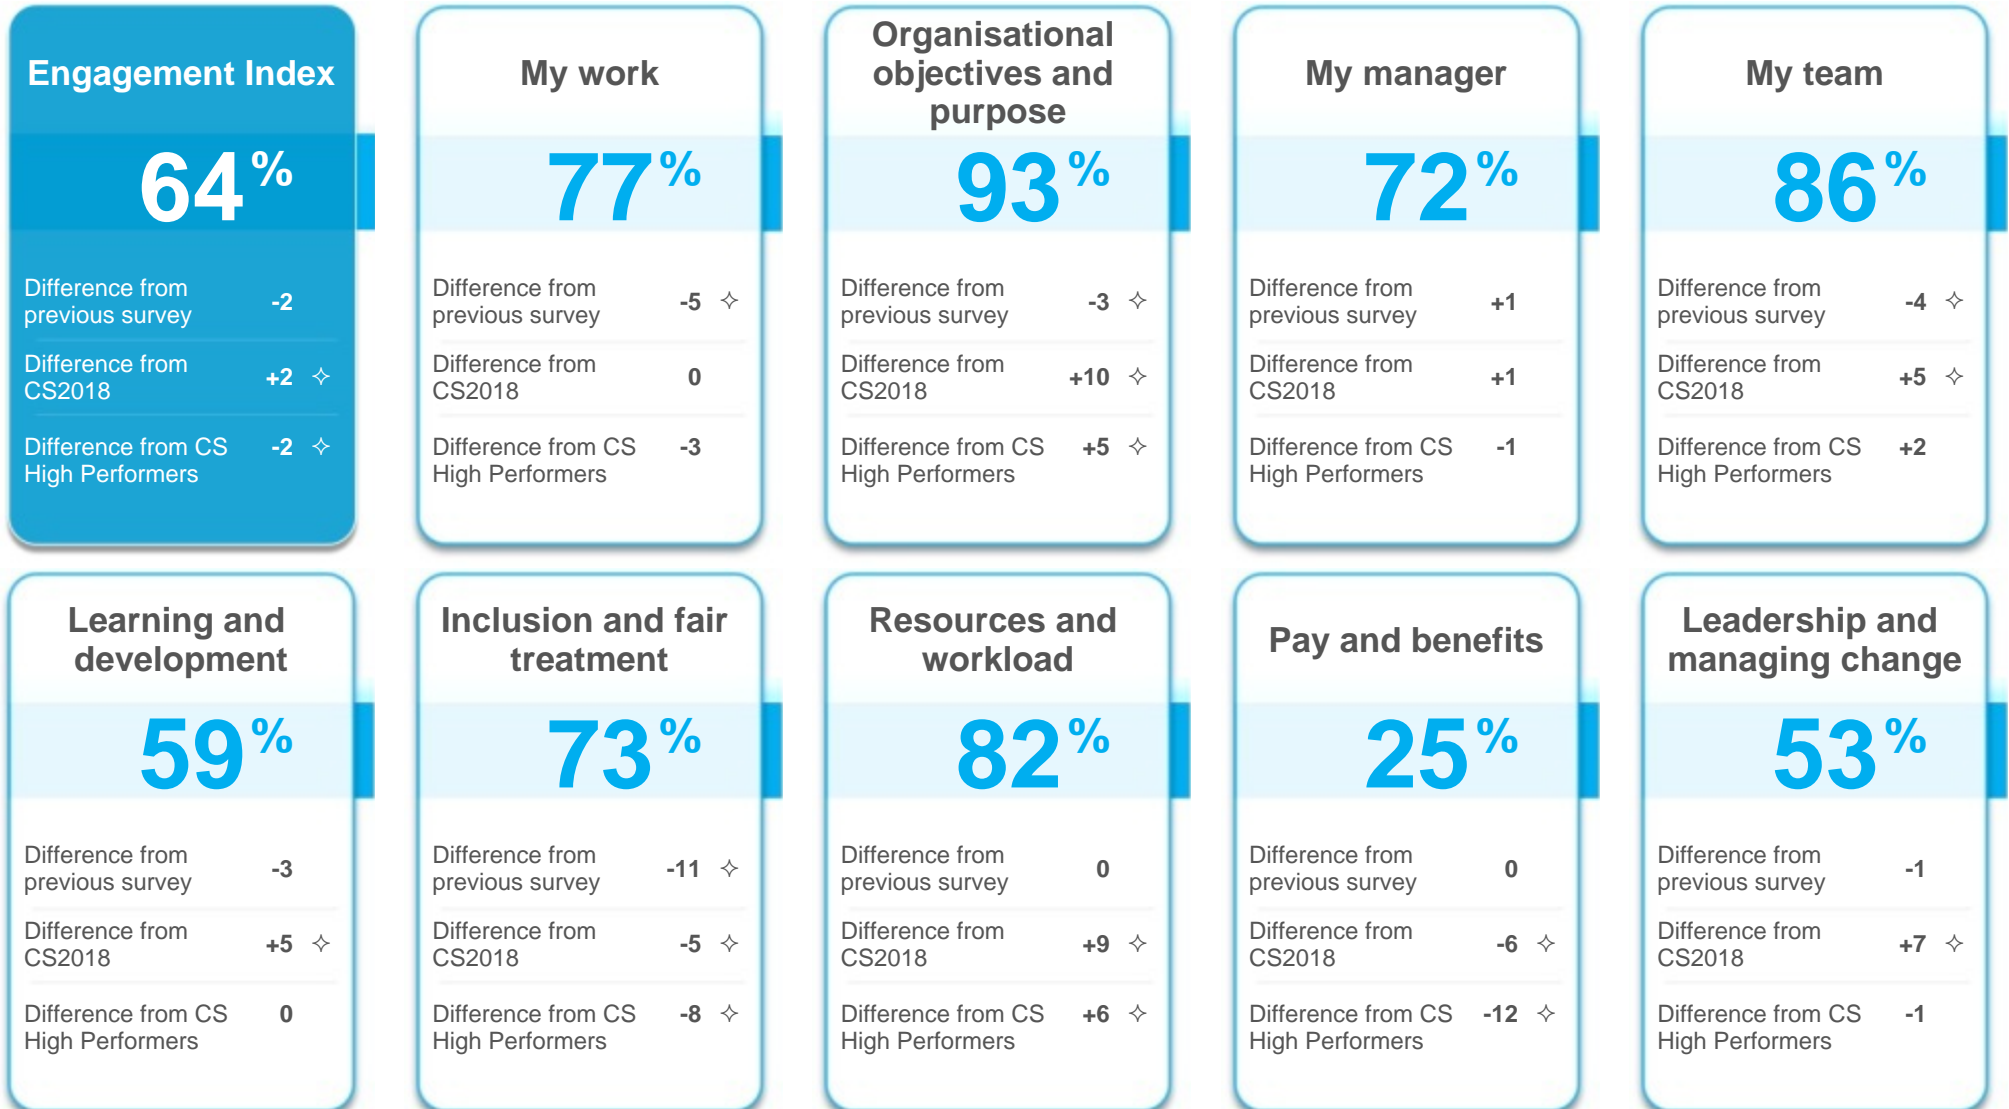 Engagement Index
64%
Difference from
previous survey
-2
Difference from
CS2018
+2 ✧
Difference from CS
High Performers
-2 ✧
My work
77%
Difference from
previous survey
-5 ✧
Difference from
CS2018
0
Difference from CS
High Performers
-3
Organisational
objectives and
purpose
93%
Difference from
previous survey
-3 ✧
Difference from
CS2018
+10 ✧
Difference from CS
High Performers
+5 ✧
My manager
72%
Difference from
previous survey
+1
Difference from
CS2018
+1
Difference from CS
High Performers
-1
My team
86%
Difference from
previous survey
-4 ✧
Difference from
CS2018
+5 ✧
Difference from CS
High Performers
+2
Learning and
development
59%
Difference from
previous survey
-3
Difference from
CS2018
+5 ✧
Difference from CS
High Performers
0
Inclusion and fair
treatment
73%
Difference from
previous survey
-11 ✧
Difference from
CS2018
-5 ✧
Difference from CS
High Performers
-8 ✧
Resources and
workload
82%
Difference from
previous survey
0
Difference from
CS2018
+9 ✧
Difference from CS
High Performers
+6 ✧
Pay and benefits
25%
Difference from
previous survey
0
Difference from
CS2018
-6 ✧
Difference from CS
High Performers
-12 ✧
Leadership and
managing change
53%
Difference from
previous survey
-1
Difference from
CS2018
+7 ✧
Difference from CS
High Performers
-1